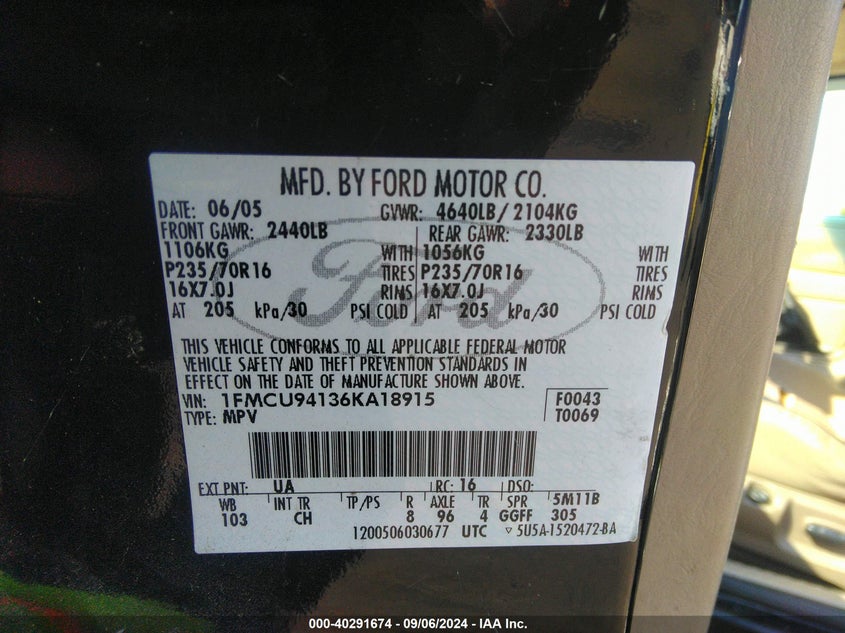 MFD. BY FORD MOTOR CO.
DATE: 06/05 GVWR: 4640LB/ 2104KG
FRONT GAWR: 2440LB REAR GAWR: 2330LB
1106KG WITH 1056KG WITH
P235/70R16 TIRES P235/70R16 TIRES
16X7.0J RIMS 16X7.0J RIMS
AT 205 kPa/30 PSI COLD AT 205 kPa/30 PSI COLD
Ford
THIS VEHICLE CONFORMS TO ALL APPLICABLE FEDERAL MOTOR
VEHICLE SAFETY AND THEFT PREVENTION STANDARDS IN
EFFECT ON THE DATE OF MANUFACTURE SHOWN ABOVE.
VIN: 1FMCU94136KA18915 F0043
TYPE: MPV T0069
EXT PNT: UA RC: 16 DSO:
WB INT TR TP/PS R AXLE TR SPR 5M11B
103 CH 8 96 4 GGFF 305
1200506030677 UTC ▿ 5U5A-1520472-BA
000-40291674 - 09/06/2024 - IAA Inc.